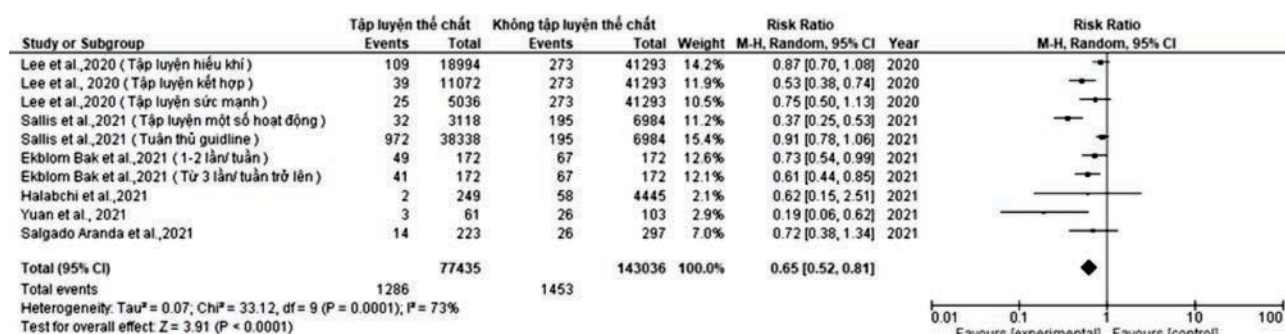 Tập luyện thể chất Không tập luyện thể chất Risk Ratio Risk Ratio
Study or Subgroup Events Total Events Total Weight M-H, Random, 95% CI Year M-H, Random, 95% CI
Lee et al.,2020 ( Tập luyện hiếu khí ) 109 18994 273 41293 14.2% 0.87 [0.70, 1.08] 2020
Lee et al., 2020 ( Tập luyện kết hợp ) 39 11072 273 41293 11.9% 0.53 [0.38, 0.74] 2020
Lee et al.,2020 ( Tập luyện sức mạnh ) 25 5036 273 41293 10.5% 0.75 [0.50, 1.13] 2020
Sallis et al.,2021 ( Tập luyện một số hoạt động ) 32 3118 195 6984 11.2% 0.37 [0.25, 0.53] 2021
Sallis et al.,2021 ( Tuân thủ guidline ) 972 38338 195 6984 15.4% 0.91 [0.78, 1.06] 2021
Ekblom Bak et al.,2021 ( 1-2 lần/ tuần ) 49 172 67 172 12.6% 0.73 [0.54, 0.99] 2021
Ekblom Bak et al.,2021 ( Từ 3 lần/ tuần trở lên ) 41 172 67 172 12.1% 0.61 [0.44, 0.85] 2021
Halabchi et al.,2021 2 249 58 4445 2.1% 0.62 [0.15, 2.51] 2021
Yuan et al., 2021 3 61 26 103 2.9% 0.19 [0.06, 0.62] 2021
Salgado Aranda et al.,2021 14 223 26 297 7.0% 0.72 [0.38, 1.34] 2021
Total (95% CI) 77435 143036 100.0% 0.65 [0.52, 0.81]
Total events 1286 1453
Heterogeneity: Tau² = 0.07; Chi² = 33.12, df = 9 (P = 0.0001); I² = 73%
Test for overall effect: Z = 3.91 (P < 0.0001)
0.01 0.1 1 10 100
Favours [experimental] Favours [control]